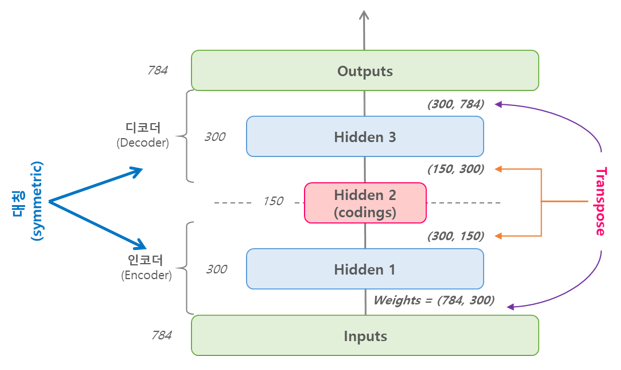 784
Outputs
(300, 784)
디코더
(Decoder)
300
Hidden 3
(150, 300)
대칭
(symmetric)
150
Hidden 2
(codings)
Transpose
(300, 150)
인코더
(Encoder)
300
Hidden 1
Weights = (784, 300)
784
Inputs